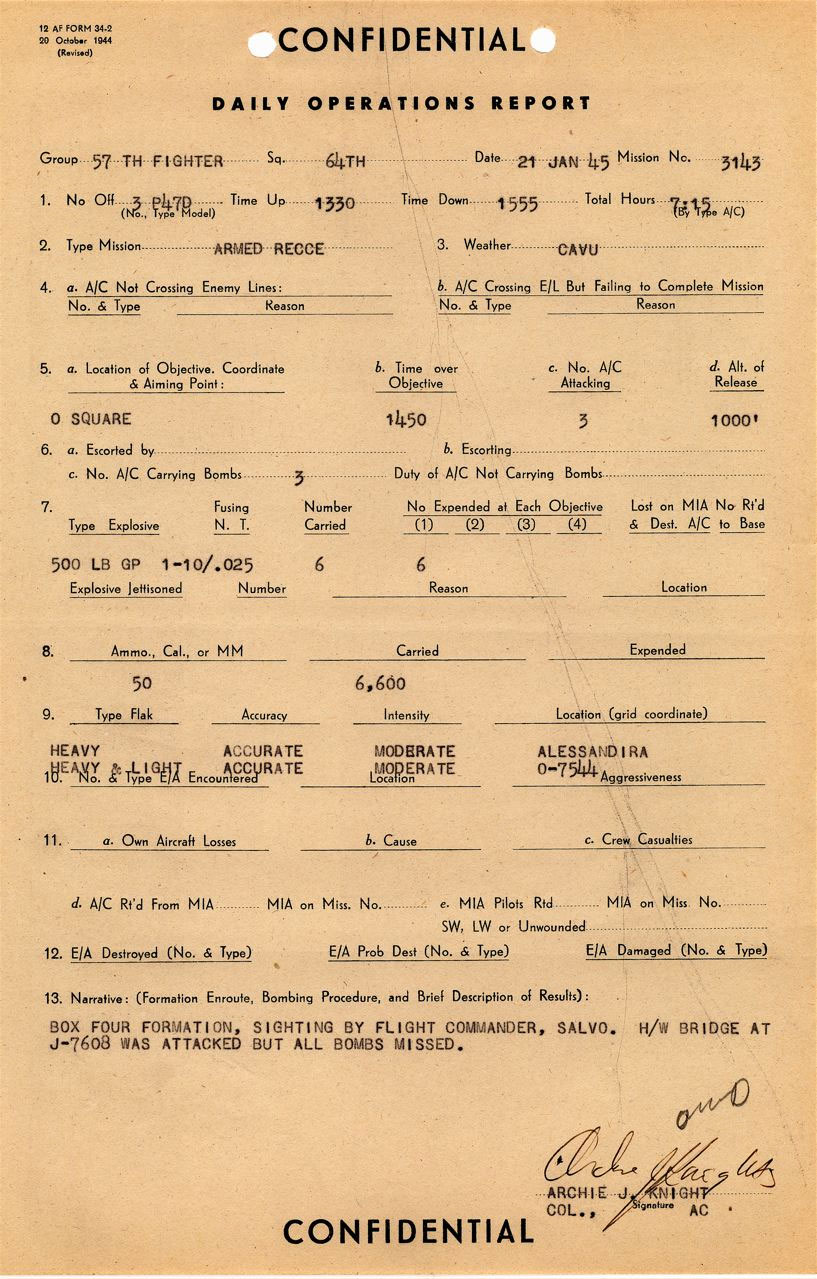 12 AF FORM 34-2
20 October 1944
(Revised)
CONFIDENTIAL
DAILY OPERATIONS REPORT
Group 57 TH FIGHTER Sq. 64TH Date 21 JAN 45 Mission No. 3143
1. No Off 3 P47D Time Up 1330 Time Down 1555 Total Hours 7:15
(No., Type Model) (By Type A/C)
2. Type Mission ARMED RECCE 3. Weather CAVU
4. a. A/C Not Crossing Enemy Lines: b. A/C Crossing E/L But Failing to Complete Mission
No. & Type Reason No. & Type Reason
5. a. Location of Objective. Coordinate b. Time over c. No. A/C d. Alt. of
& Aiming Point: Objective Attacking Release
O SQUARE 1450 3 1000'
6. a. Escorted by b. Escorting
c. No. A/C Carrying Bombs 3 Duty of A/C Not Carrying Bombs
7. Fusing Number No Expended at Each Objective Lost on MIA No Rt'd
Type Explosive N. T. Carried (1) (2) (3) (4) & Dest. A/C to Base
500 LB GP 1-10/.025 6 6
Explosive Jettisoned Number Reason Location
8. Ammo., Cal., or MM Carried Expended
50 6,600
9. Type Flak Accuracy Intensity Location (grid coordinate)
HEAVY ACCURATE MODERATE ALESSANDIRA
HEAVY & LIGHT ACCURATE MODERATE O-7544
10. No. & Type E/A Encountered Location Aggressiveness
11. a. Own Aircraft Losses b. Cause c. Crew Casualties
d. A/C Rt'd From MIA MIA on Miss. No. e. MIA Pilots Rtd MIA on Miss No.
SW, LW or Unwounded
12. E/A Destroyed (No. & Type) E/A Prob Dest (No. & Type) E/A Damaged (No. & Type)
13. Narrative: (Formation Enroute, Bombing Procedure, and Brief Description of Results):
BOX FOUR FORMATION, SIGHTING BY FLIGHT COMMANDER, SALVO. H/W BRIDGE AT
J-7608 WAS ATTACKED BUT ALL BOMBS MISSED.
Archie J Knight
ARCHIE J. KNIGHT
COL., Signature AC .
CONFIDENTIAL